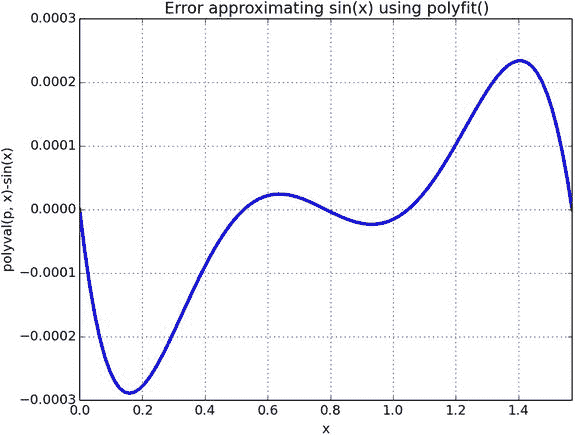 Error approximating sin(x) using polyfit()
0.0003
0.0002
0.0001
0.0000
−0.0001
−0.0002
−0.0003
polyval(p, x)-sin(x)
0.0 0.2 0.4 0.6 0.8 1.0 1.2 1.4
x